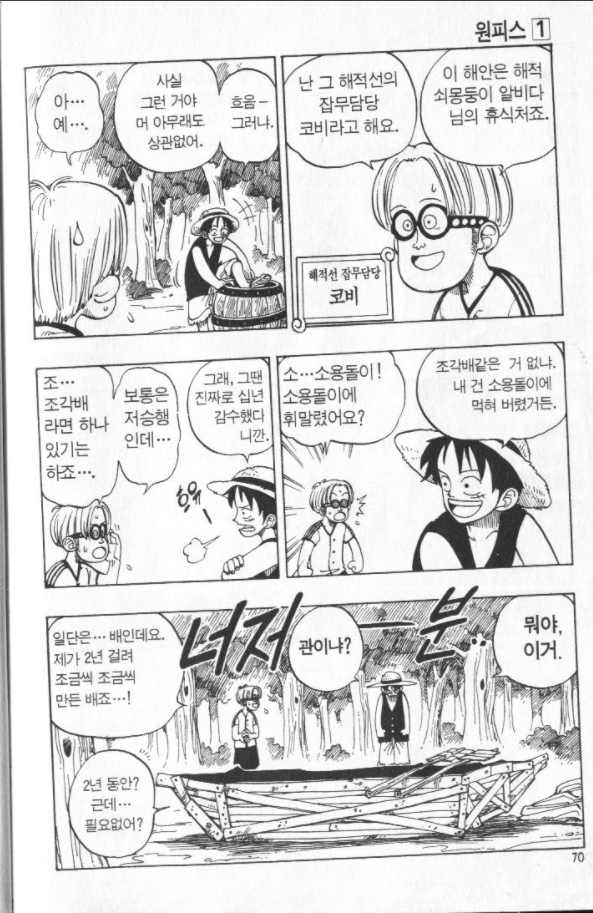 원피스 1
이 해안은 해적
쇠몽둥이 알비다
님의 휴식처죠.
난 그 해적선의
잡무담당
코비라고 해요.
해적선 잡무담당
코비
흐음-
그러냐.
사실
그런 거야
머 아무래도
상관없어.
아…
예….
조각배같은 거 없냐.
내 건 소용돌이에
먹혀 버렸거든.
소…소용돌이!
소용돌이에
휘말렸어요?
그래, 그땐
진짜로 십년
감수했다
니깐.
보통은
저승행
인데…
조…
조각배
라면 하나
있기는
하죠….
뭐야,
이거.
너저—분
관이냐?
일단은… 배인데요.
제가 2년 걸려
조금씩 조금씩
만든 배죠…!
2년 동안?
근데…
필요없어?
70